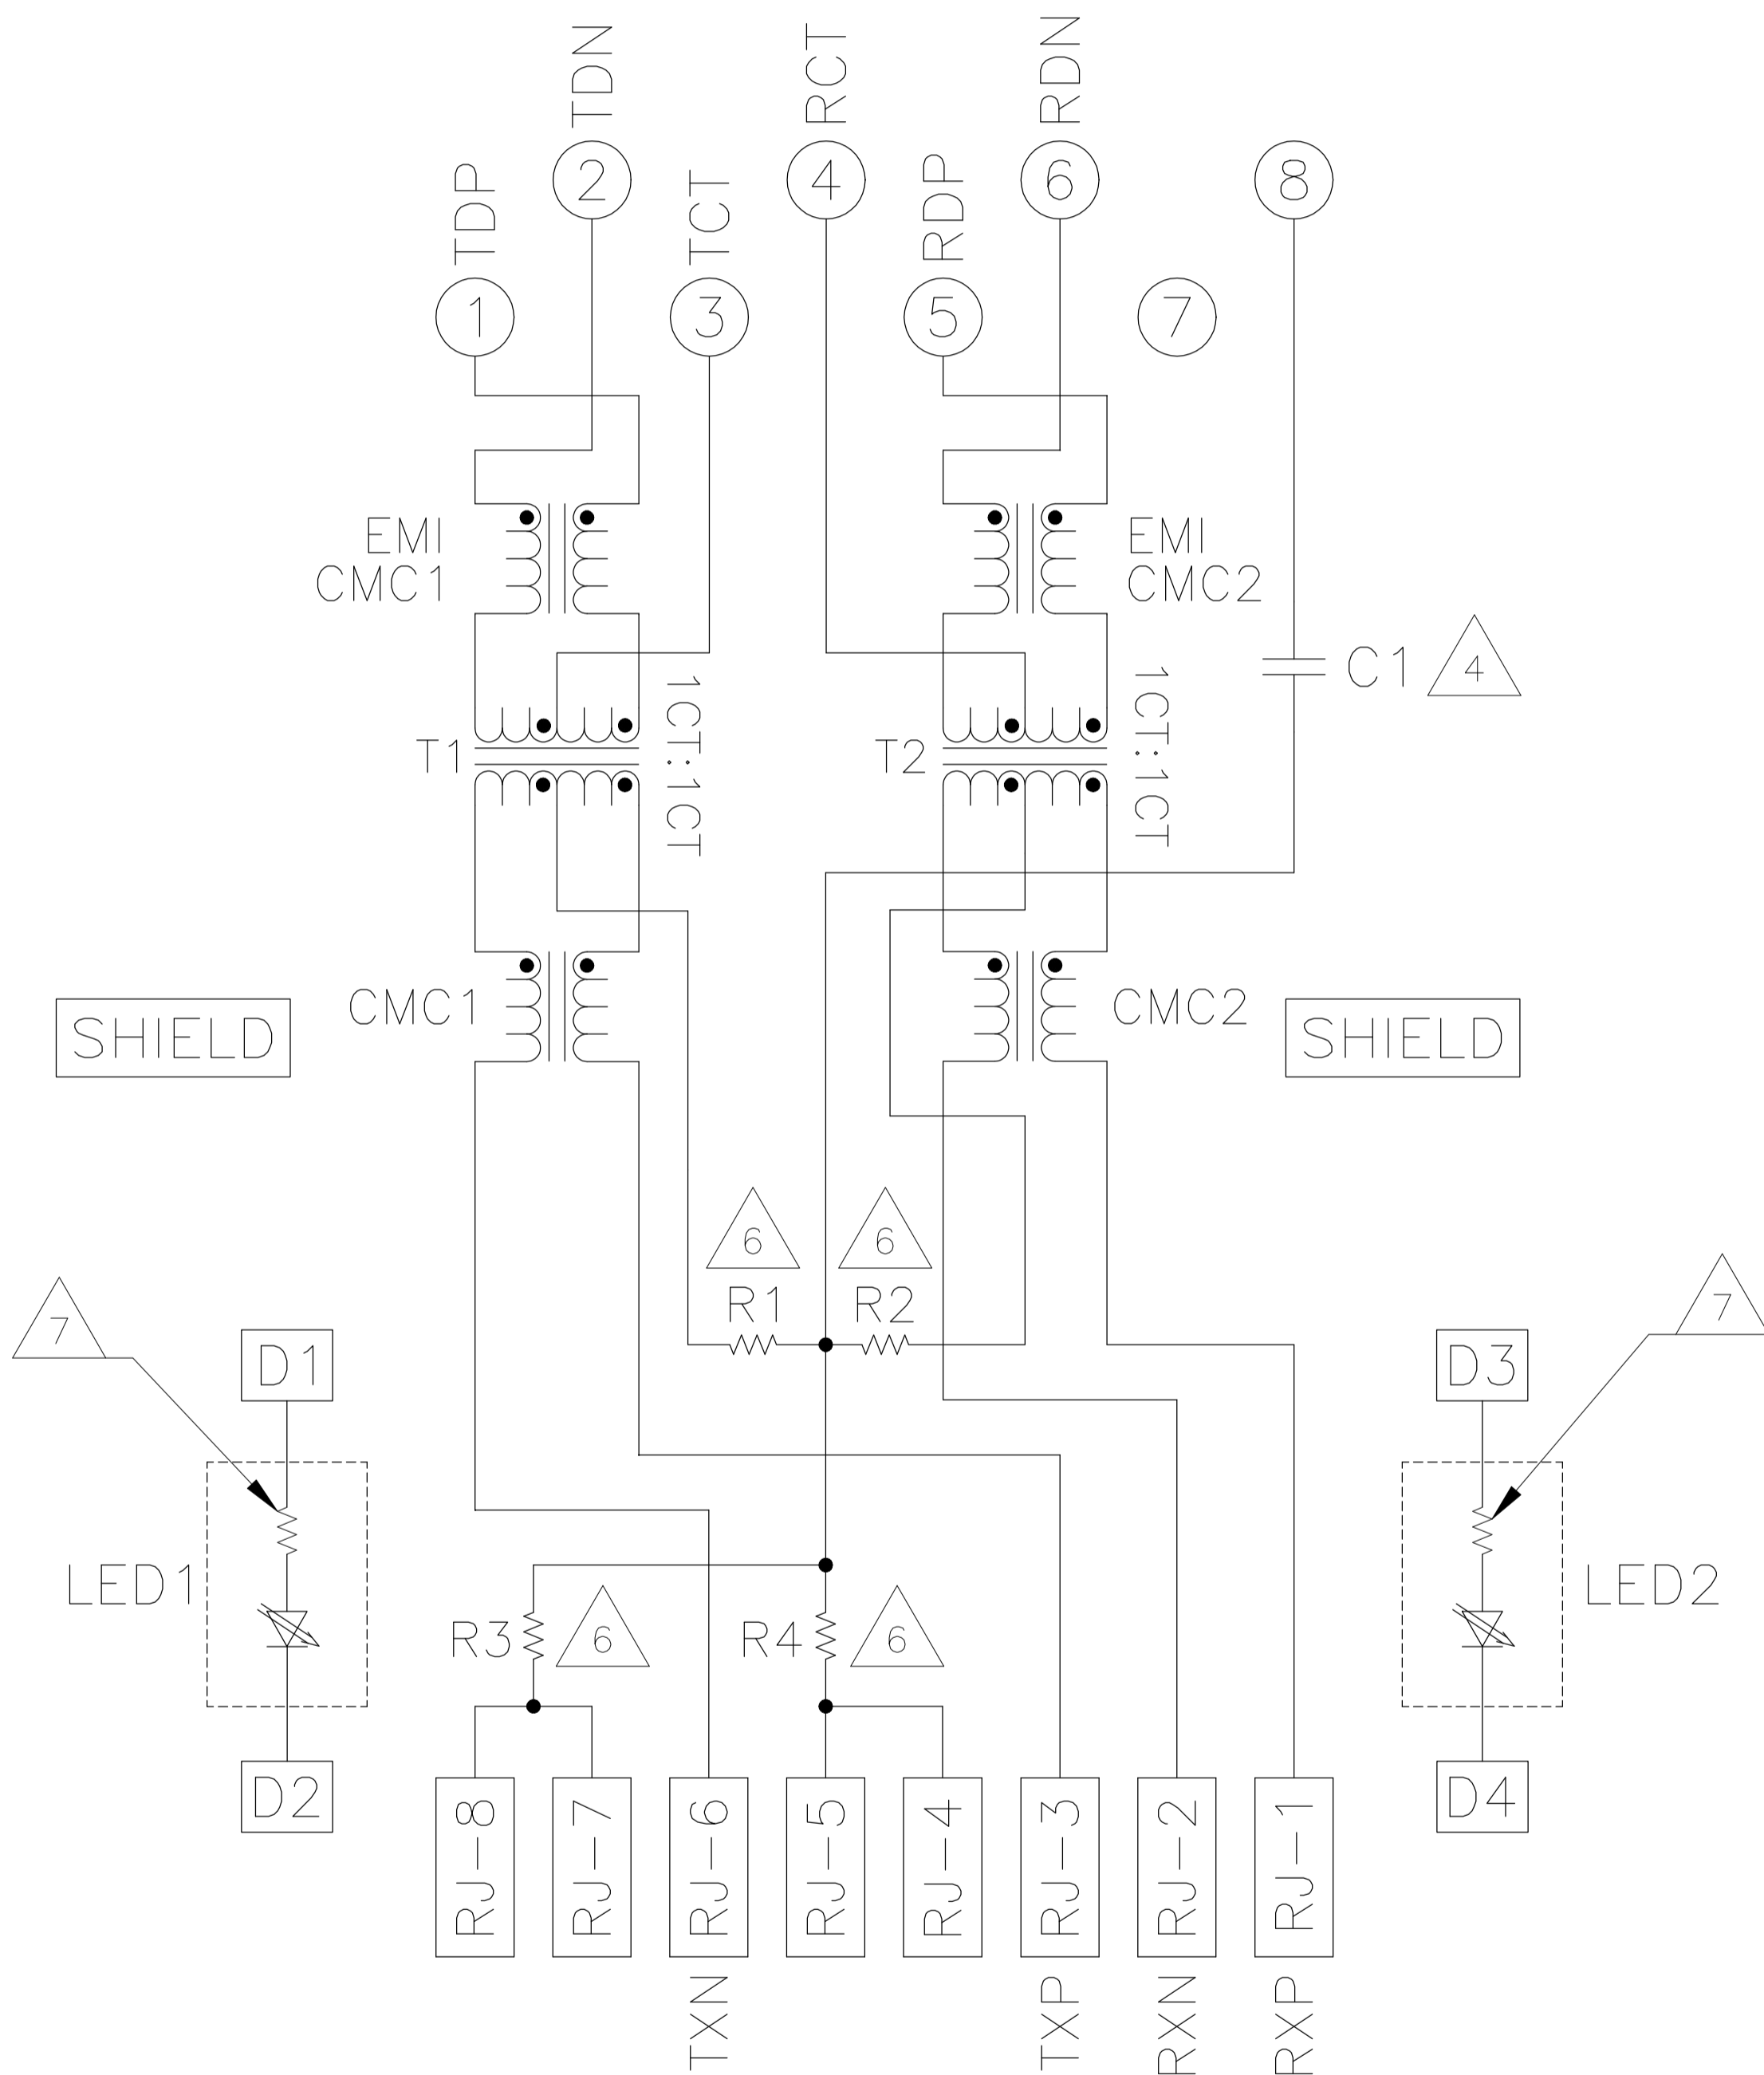 TDN
RCT
RDN
TDP
2
TCT
4
RDP
6
8
1
3
5
7
EMI
CMC1
EMI
CMC2
C1
4
T1
1CT:1CT
T2
1CT:1CT
CMC1
CMC2
SHIELD
SHIELD
6
6
R1
R2
7
7
D1
D3
LED1
LED2
R3
6
R4
6
D2
D4
RJ-8
RJ-7
RJ-6
RJ-5
RJ-4
RJ-3
RJ-2
RJ-1
TXN
TXP
RXN
RXP